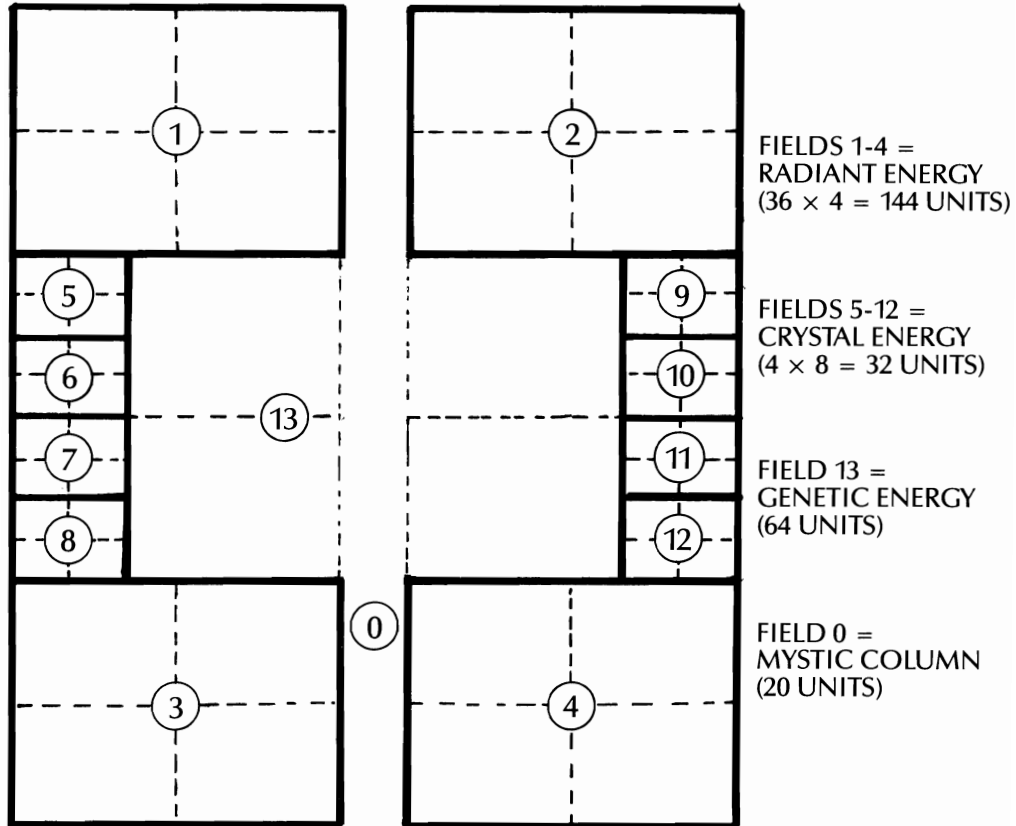 1
2
FIELDS 1-4 =
RADIANT ENERGY
(36 × 4 = 144 UNITS)
5
9
FIELDS 5-12 =
CRYSTAL ENERGY
(4 × 8 = 32 UNITS)
6
10
13
7
11
FIELD 13 =
GENETIC ENERGY
(64 UNITS)
8
12
0
FIELD 0 =
MYSTIC COLUMN
(20 UNITS)
3
4